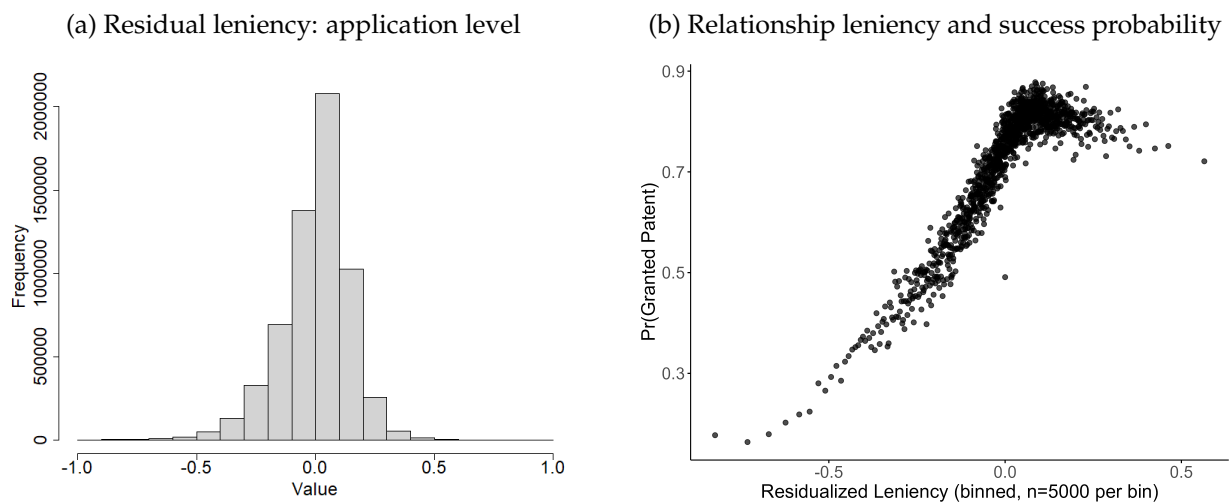 (a) Residual leniency: application level
Frequency
0
500000
1000000
1500000
2000000
-1.0
-0.5
0.0
0.5
1.0
Value
(b) Relationship leniency and success probability
Pr(Granted Patent)
0.9
0.7
0.5
0.3
-0.5
0.0
0.5
Residualized Leniency (binned, n=5000 per bin)